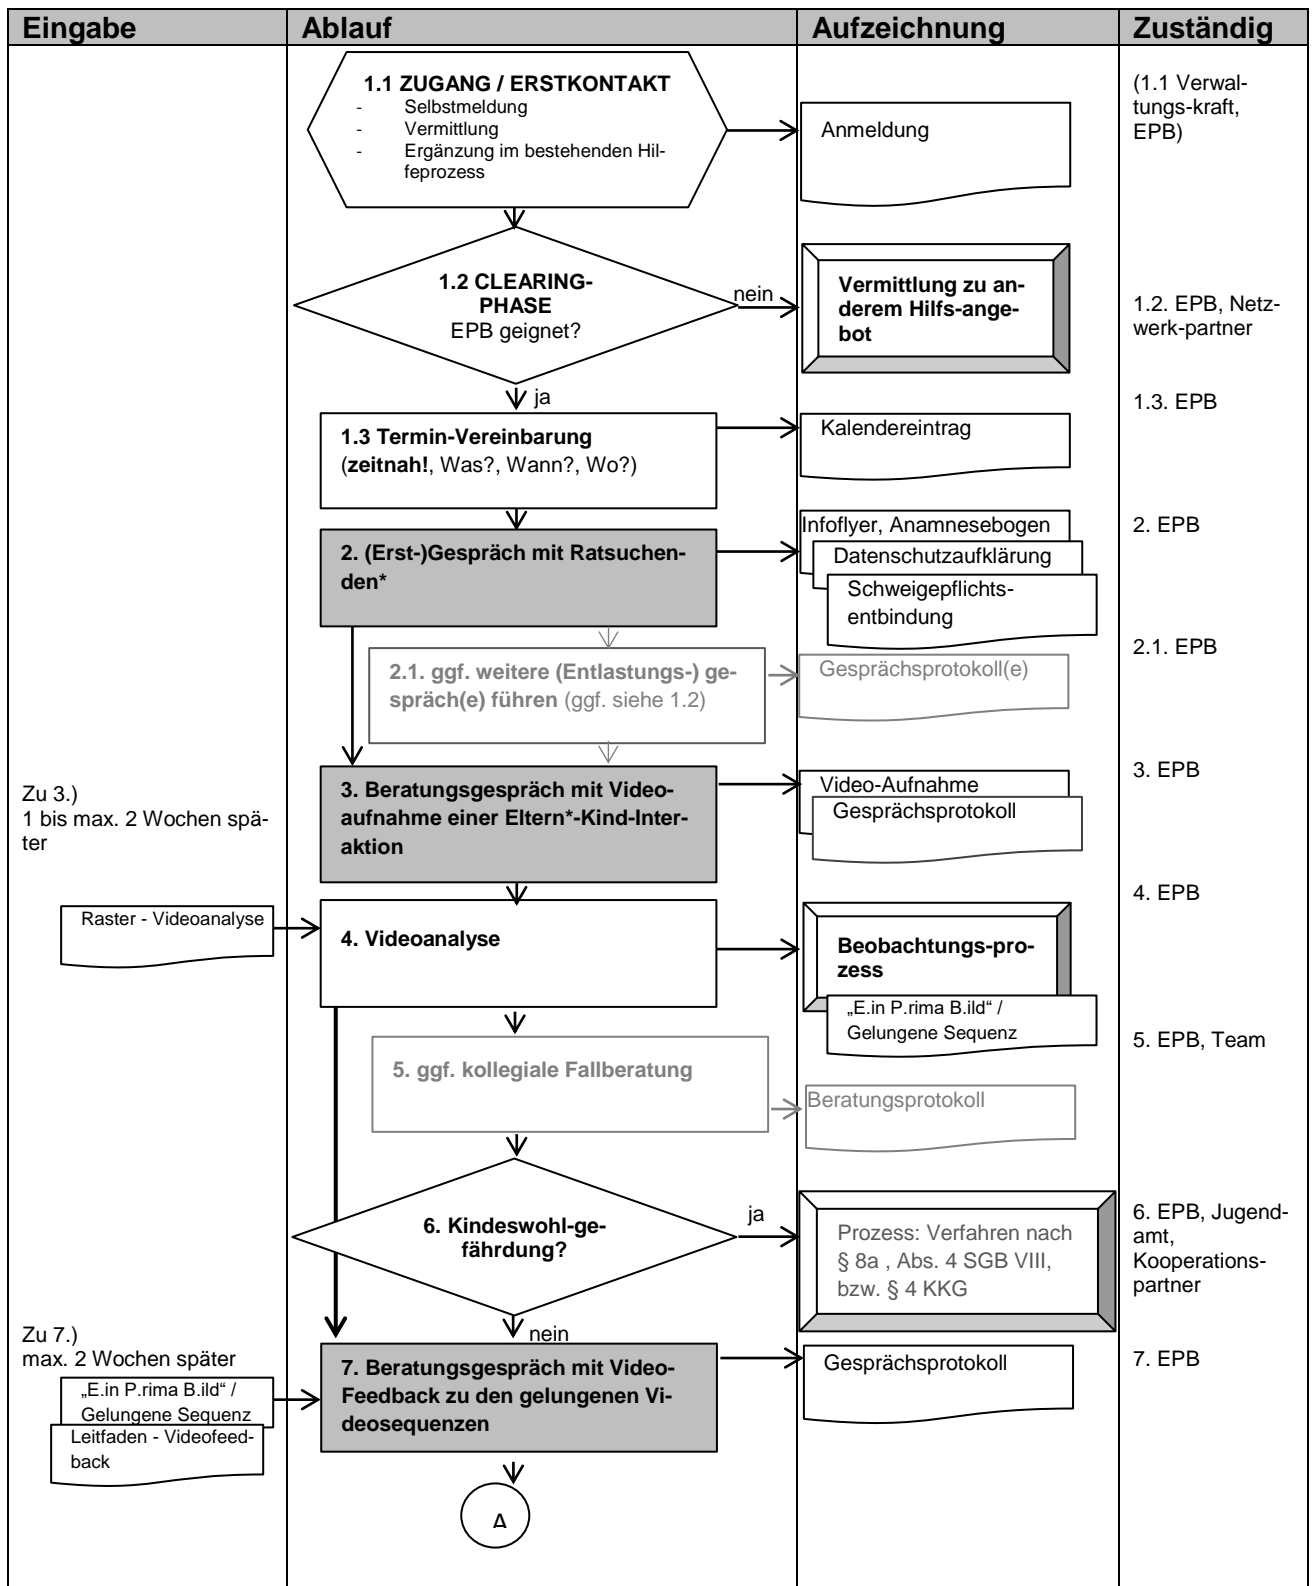 Eingabe
Ablauf
Aufzeichnung
Zuständig
1.1 ZUGANG / ERSTKONTAKT
- Selbstmeldung
- Vermittlung
- Ergänzung im bestehenden Hil-
feprozess
Anmeldung
(1.1 Verwal-
tungs-kraft,
EPB)
1.2 CLEARING-
PHASE
EPB geignet?
nein
Vermittlung zu an-
derem Hilfs-ange-
bot
1.2. EPB, Netz-
werk-partner
ja
1.3 Termin-Vereinbarung
(zeitnah!, Was?, Wann?, Wo?)
Kalendereintrag
1.3. EPB
2. (Erst-)Gespräch mit Ratsuchen-
den*
Infoflyer, Anamnesebogen
Datenschutzaufklärung
Schweigepflichts-
entbindung
2. EPB
2.1. ggf. weitere (Entlastungs-) ge-
spräch(e) führen (ggf. siehe 1.2)
Gesprächsprotokoll(e)
2.1. EPB
Zu 3.)
1 bis max. 2 Wochen spä-
ter
3. Beratungsgespräch mit Video-
aufnahme einer Eltern*-Kind-Inter-
aktion
Video-Aufnahme
Gesprächsprotokoll
3. EPB
Raster - Videoanalyse
4. Videoanalyse
Beobachtungs-pro-
zess
„E.in P.rima B.ild“ /
Gelungene Sequenz
4. EPB
5. ggf. kollegiale Fallberatung
Beratungsprotokoll
5. EPB, Team
6. Kindeswohl-ge-
fährdung?
ja
Prozess: Verfahren nach
§ 8a , Abs. 4 SGB VIII,
bzw. § 4 KKG
6. EPB, Jugend-
amt,
Kooperations-
partner
nein
Zu 7.)
max. 2 Wochen später
„E.in P.rima B.ild“ /
Gelungene Sequenz
Leitfaden - Videofeed-
back
7. Beratungsgespräch mit Video-
Feedback zu den gelungenen Vi-
deosequenzen
Gesprächsprotokoll
7. EPB
A